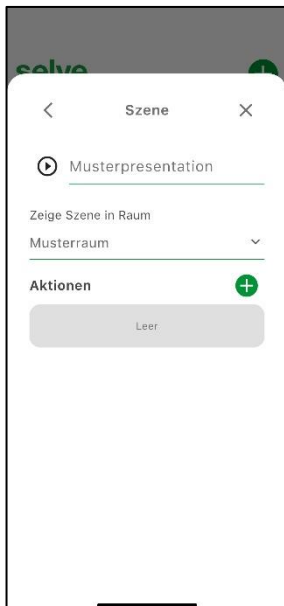 selve
Szene
Musterpresentation
Zeige Szene in Raum
Musterraum
Aktionen
Leer